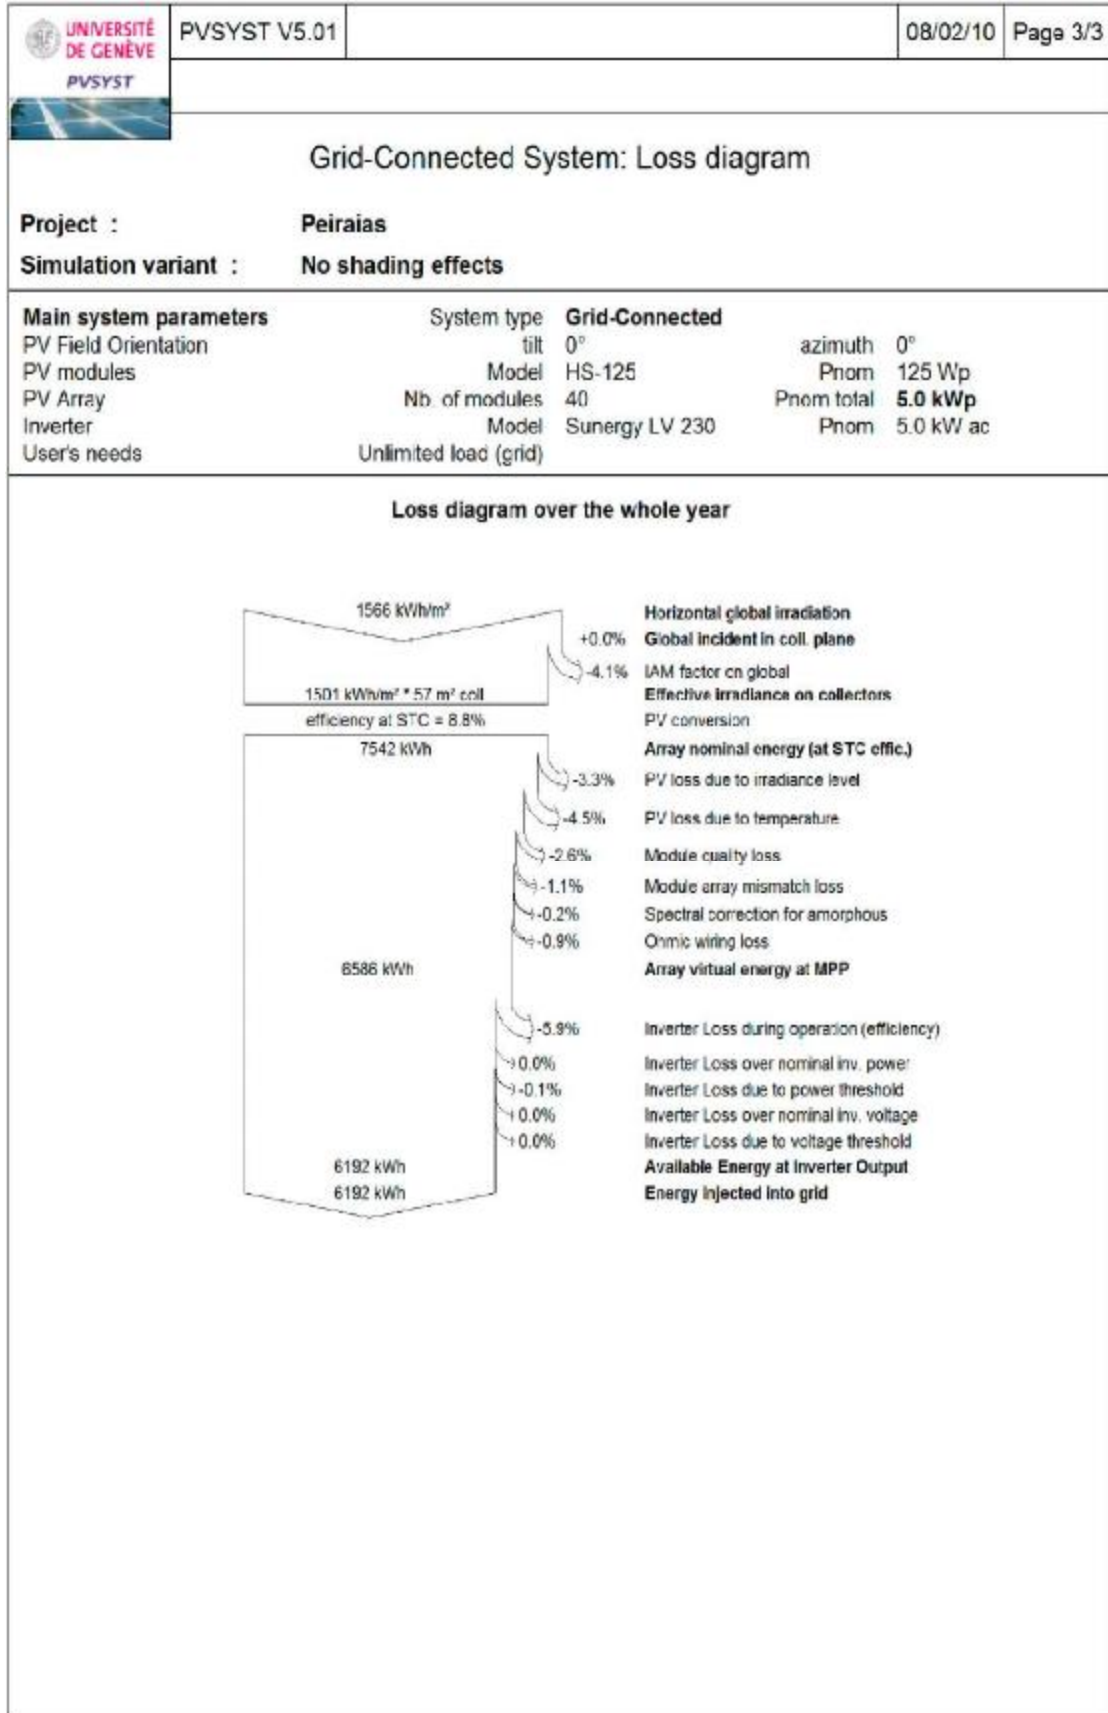 UNIVERSITÉ
DE GENÈVE
PVSYST
PVSYST V5.01
08/02/10
Page 3/3
Grid-Connected System: Loss diagram
Project : Peiraias
Simulation variant : No shading effects
Main system parameters System type Grid-Connected
PV Field Orientation tilt 0° azimuth 0°
PV modules Model HS-125 Pnom 125 Wp
PV Array Nb. of modules 40 Pnom total 5.0 kWp
Inverter Model Sunergy LV 230 Pnom 5.0 kW ac
User's needs Unlimited load (grid)
Loss diagram over the whole year
1566 kWh/m² Horizontal global irradiation
+0.0% Global incident in coll. plane
-4.1% IAM factor on global
1501 kWh/m² * 57 m² coll Effective irradiance on collectors
efficiency at STC = 8.8% PV conversion
7542 kWh Array nominal energy (at STC effic.)
-3.3% PV loss due to irradiance level
-4.5% PV loss due to temperature
-2.6% Module quality loss
-1.1% Module array mismatch loss
-0.2% Spectral correction for amorphous
-0.9% Ohmic wiring loss
6586 kWh Array virtual energy at MPP
-5.9% Inverter Loss during operation (efficiency)
0.0% Inverter Loss over nominal inv. power
-0.1% Inverter Loss due to power threshold
0.0% Inverter Loss over nominal inv. voltage
0.0% Inverter Loss due to voltage threshold
6192 kWh Available Energy at Inverter Output
6192 kWh Energy injected into grid